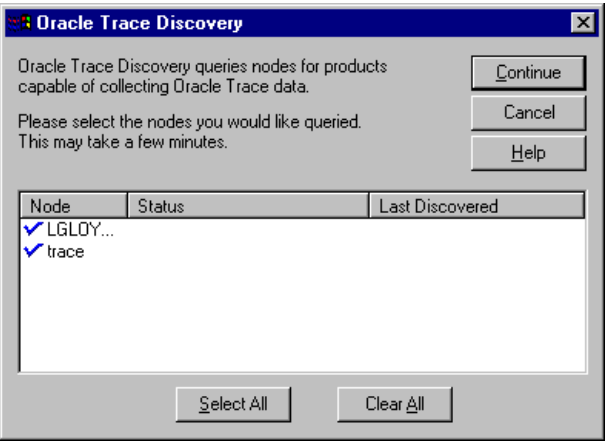 Oracle Trace Discovery
Oracle Trace Discovery queries nodes for products
capable of collecting Oracle Trace data.
Please select the nodes you would like queried.
This may take a few minutes.
Continue
Cancel
Help
Node Status Last Discovered
LGLOY...
trace
Select All Clear All